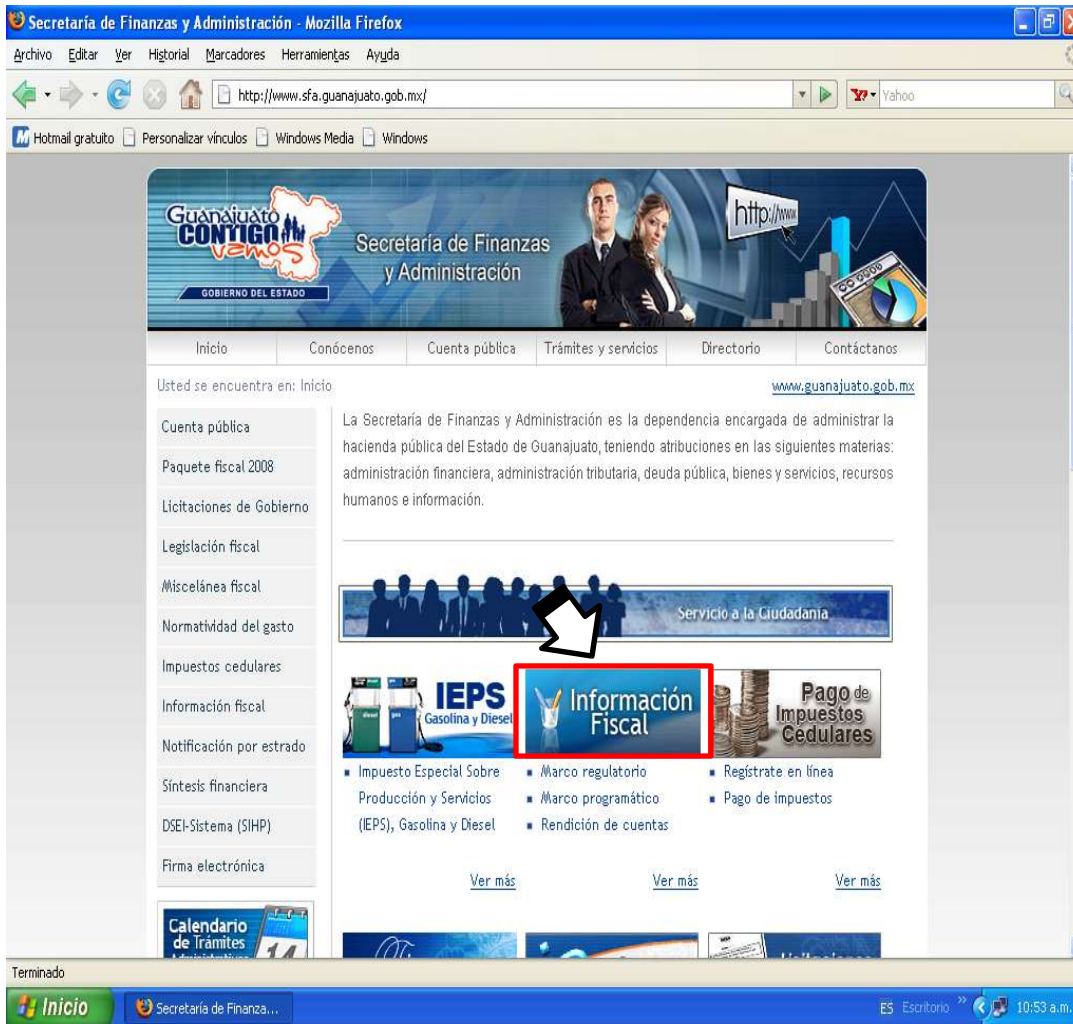 Secretaría de Finanzas y Administración - Mozilla Firefox
Archivo Editar Ver Historial Marcadores Herramientas Ayuda
http://www.sfa.guanajuato.gob.mx/
Yahoo
Hotmail gratuito Personalizar vínculos Windows Media Windows
Guanajuato
CONTIGO
vamos
GOBIERNO DEL ESTADO
Secretaría de Finanzas
y Administración
http://www
Inicio Conócenos Cuenta pública Trámites y servicios Directorio Contáctanos
Usted se encuentra en: Inicio
www.guanajuato.gob.mx
Cuenta pública
Paquete fiscal 2008
Licitaciones de Gobierno
Legislación fiscal
Miscelánea fiscal
Normatividad del gasto
Impuestos cedulares
Información fiscal
Notificación por estrado
Síntesis financiera
DSEI-Sistema (SIHP)
Firma electrónica
Calendario
de Trámites
Administrativos
14
La Secretaría de Finanzas y Administración es la dependencia encargada de administrar la
hacienda pública del Estado de Guanajuato, teniendo atribuciones en las siguientes materias:
administración financiera, administración tributaria, deuda pública, bienes y servicios, recursos
humanos e información.
Servicio a la Ciudadanía
diesel gas
IEPS
Gasolina y Diesel
Impuesto Especial Sobre
Producción y Servicios
(IEPS), Gasolina y Diesel
Ver más
Información
Fiscal
Marco regulatorio
Marco programático
Rendición de cuentas
Ver más
Pago de
Impuestos
Cedulares
Regístrate en línea
Pago de impuestos
Ver más
Licitaciones
Terminado
Inicio
Secretaría de Finanza...
ES Escritorio »
10:53 a.m.